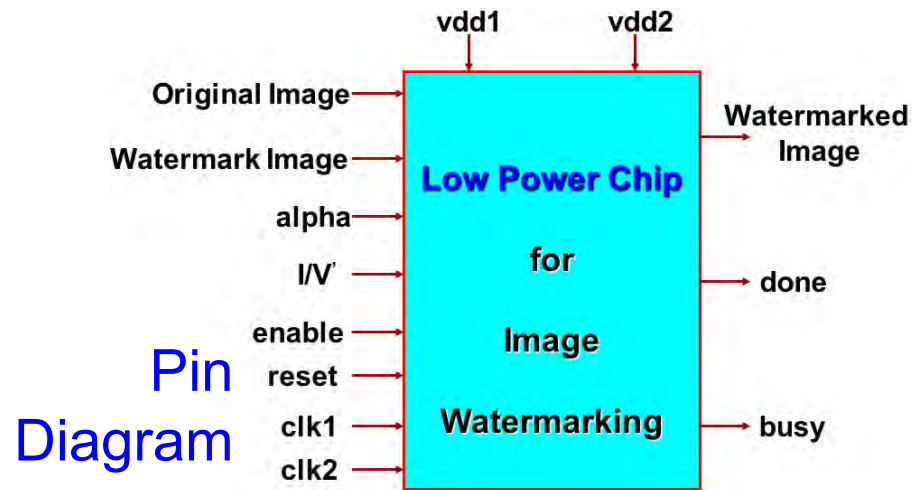 vdd1
vdd2
Original Image
Watermark Image
alpha
I/V’
enable
reset
clk1
clk2
Low Power Chip
for
Image
Watermarking
Watermarked
Image
done
busy
Pin
Diagram